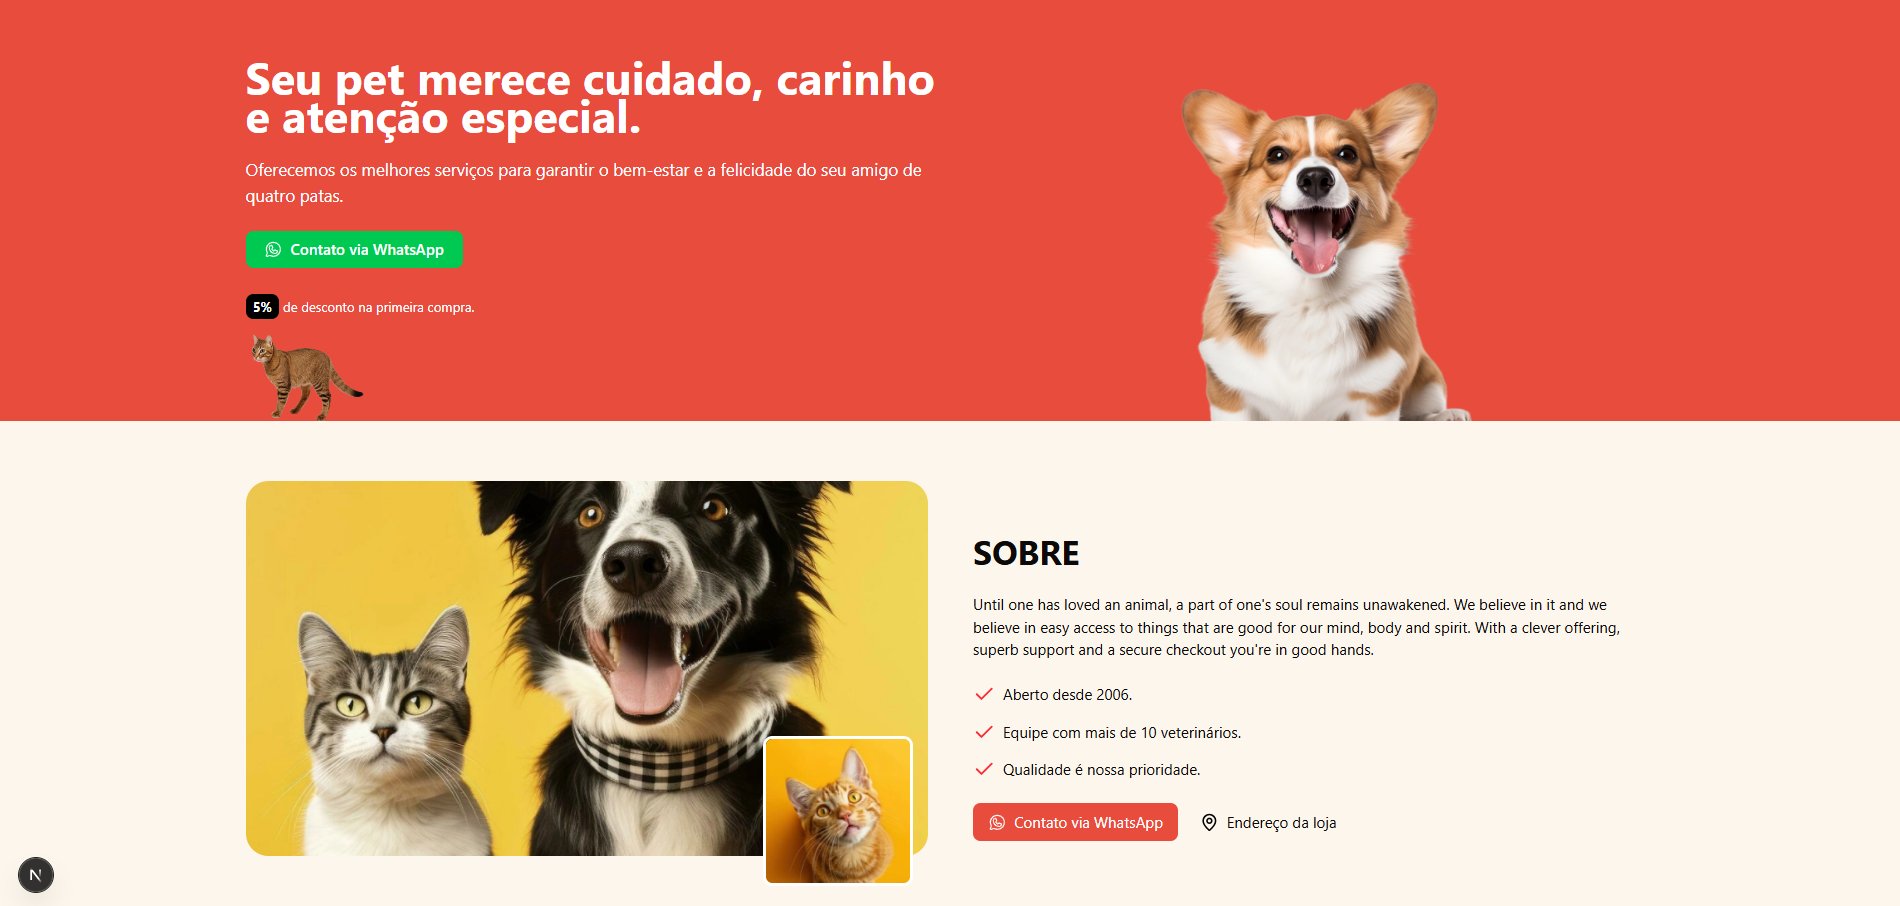 Seu pet merece cuidado, carinho
e atenção especial.
Oferecemos os melhores serviços para garantir o bem-estar e a felicidade do seu amigo de
quatro patas.
Contato via WhatsApp
5% de desconto na primeira compra.
SOBRE
Until one has loved an animal, a part of one's soul remains unawakened. We believe in it and we
believe in easy access to things that are good for our mind, body and spirit. With a clever offering,
superb support and a secure checkout you're in good hands.
Aberto desde 2006.
Equipe com mais de 10 veterinários.
Qualidade é nossa prioridade.
Contato via WhatsApp
Endereço da loja
N